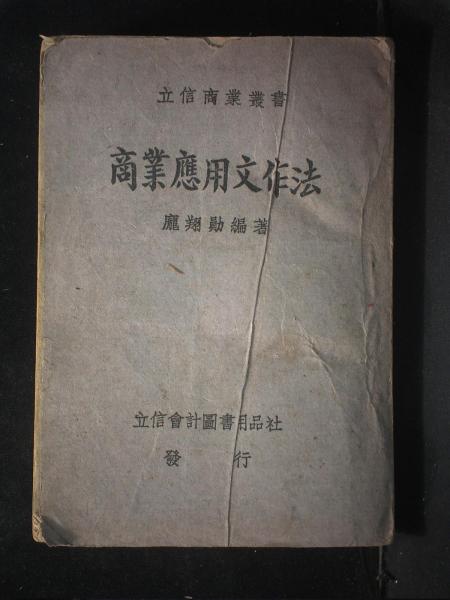 立信商業叢書
商業應用文作法
龐翔勛編著
立信會計圖書用品社
發行